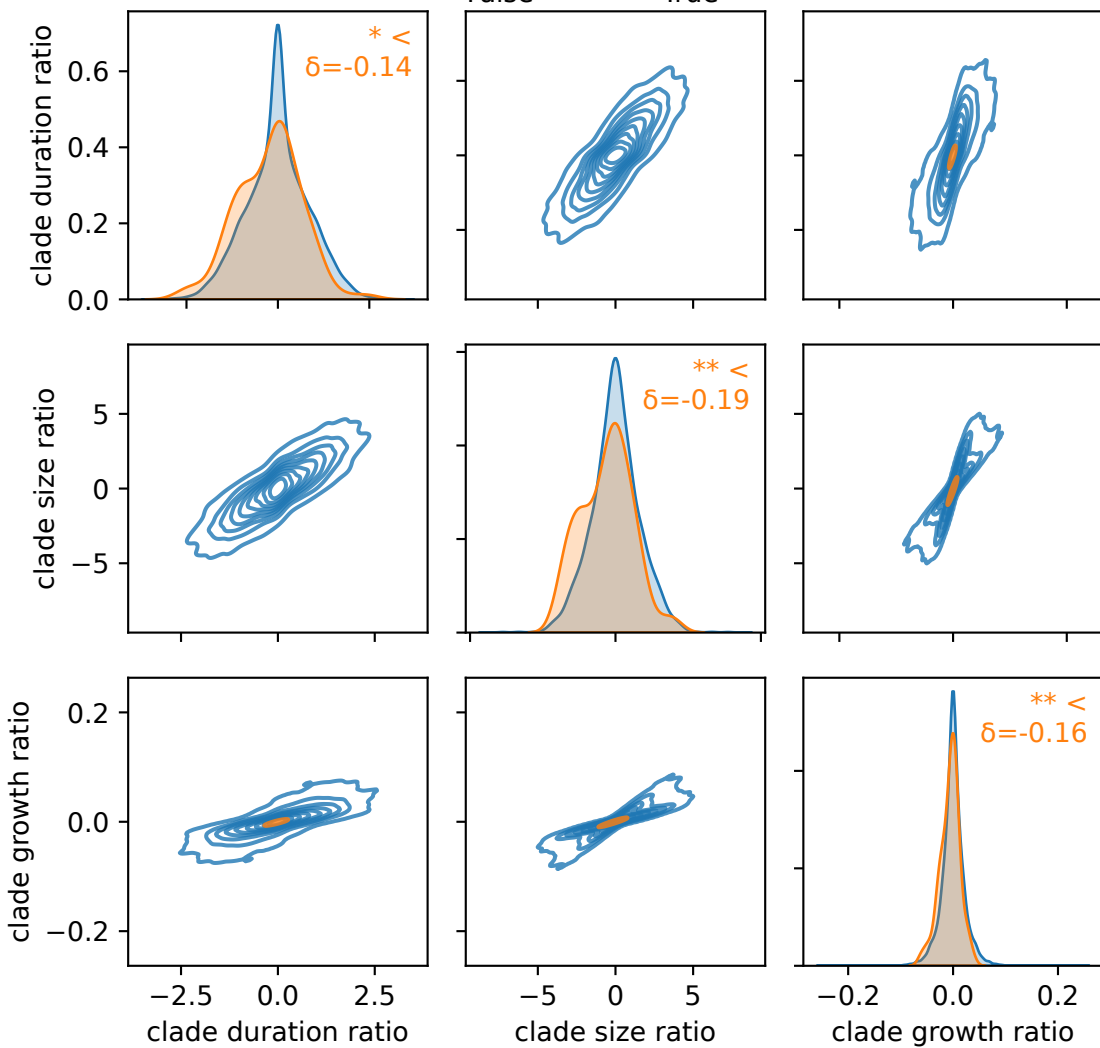 True
clade duration ratio
0.6
0.4
0.2
0.0
* <
δ=-0.14
clade size ratio
5
0
−5
** <
δ=-0.19
clade growth ratio
0.2
0.0
−0.2
** <
δ=-0.16
−2.5
0.0
2.5
−5
0
5
−0.2
0.0
0.2
clade duration ratio
clade size ratio
clade growth ratio